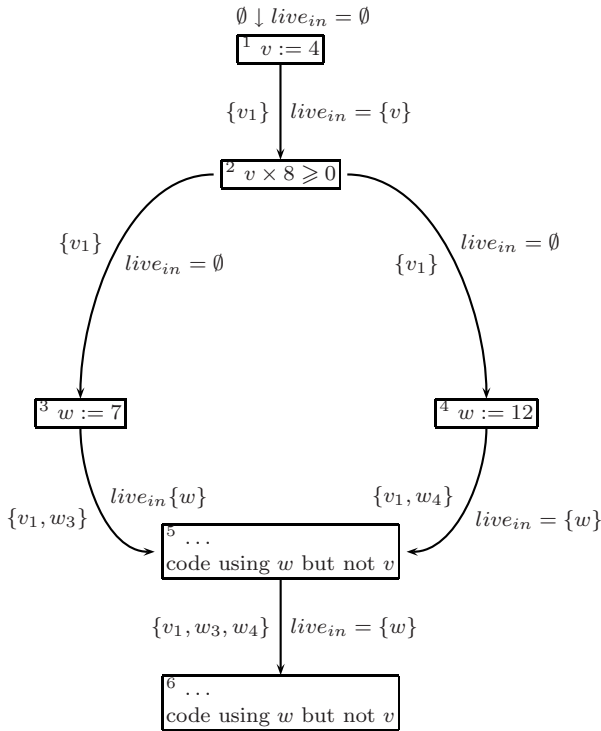 ∅ ↓ live_in = ∅
1 v := 4
{v₁} live_in = {v}
2 v × 8 ⩾ 0
{v₁} live_in = ∅
{v₁} live_in = ∅
3 w := 7
4 w := 12
{v₁, w₃} live_in{w}
{v₁, w₄} live_in = {w}
5 ...
code using w but not v
{v₁, w₃, w₄} live_in = {w}
6 ...
code using w but not v